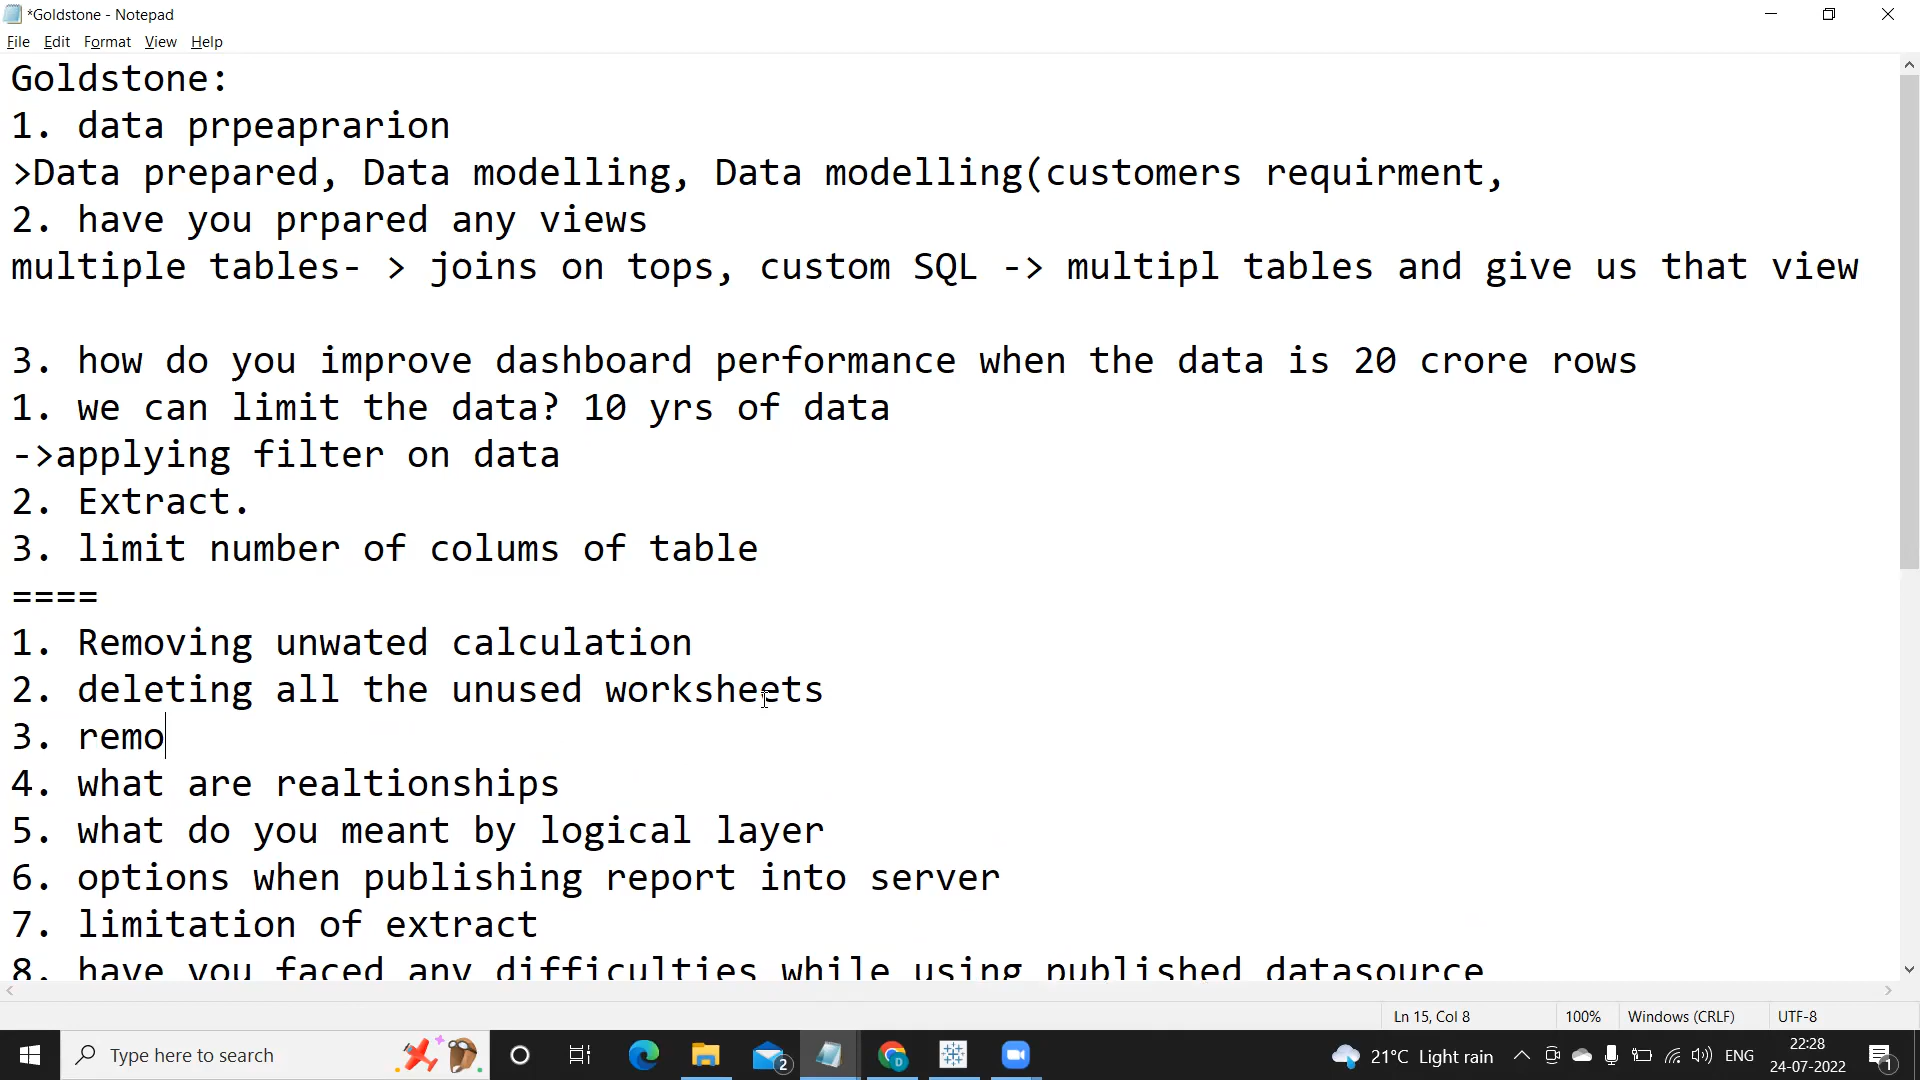 *Goldstone - Notepad
File Edit Format View Help
Goldstone:
1. data prpeaprarion
>Data prepared, Data modelling, Data modelling(customers requirment,
2. have you prpared any views
multiple tables- > joins on tops, custom SQL -> multipl tables and give us that view
3. how do you improve dashboard performance when the data is 20 crore rows
1. we can limit the data? 10 yrs of data
->applying filter on data
2. Extract.
3. limit number of colums of table
====
1. Removing unwated calculation
2. deleting all the unused worksheets
3. remo
4. what are realtionships
5. what do you meant by logical layer
6. options when publishing report into server
7. limitation of extract
8. have you faced any difficulties while using published datasource
Ln 15, Col 8 100% Windows (CRLF) UTF-8
Type here to search 2 21°C Light rain ENG 22:28 1
24-07-2022